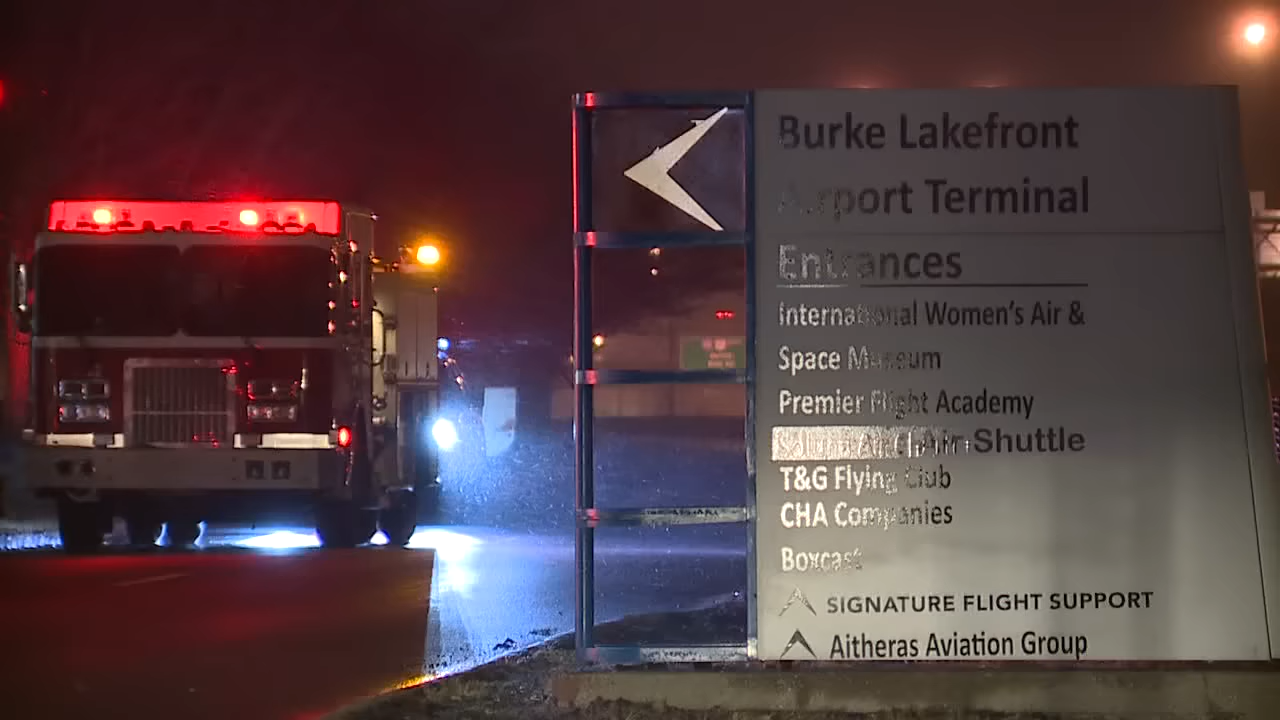 Burke Lakefront
Airport Terminal
Entrances
International Women's Air &
Space Museum
Premier Flight Academy
Air Shuttle
T&G Flying Club
CHA Companies
Boxcast
SIGNATURE FLIGHT SUPPORT
Aitheras Aviation Group